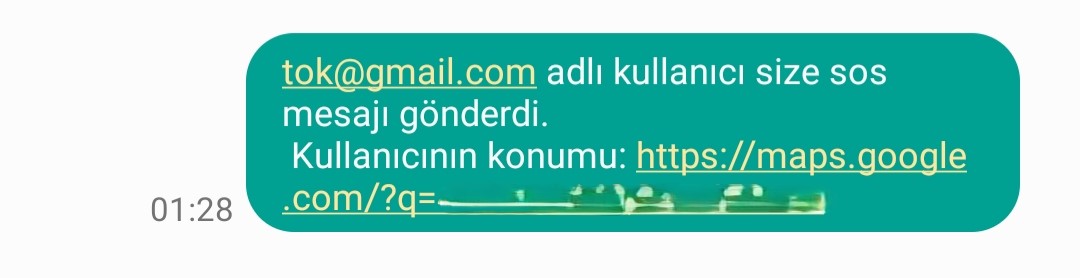 tok@gmail.com adlı kullanıcı size sos
mesajı gönderdi.
Kullanıcının konumu: https://maps.google
.com/?q=
01:28